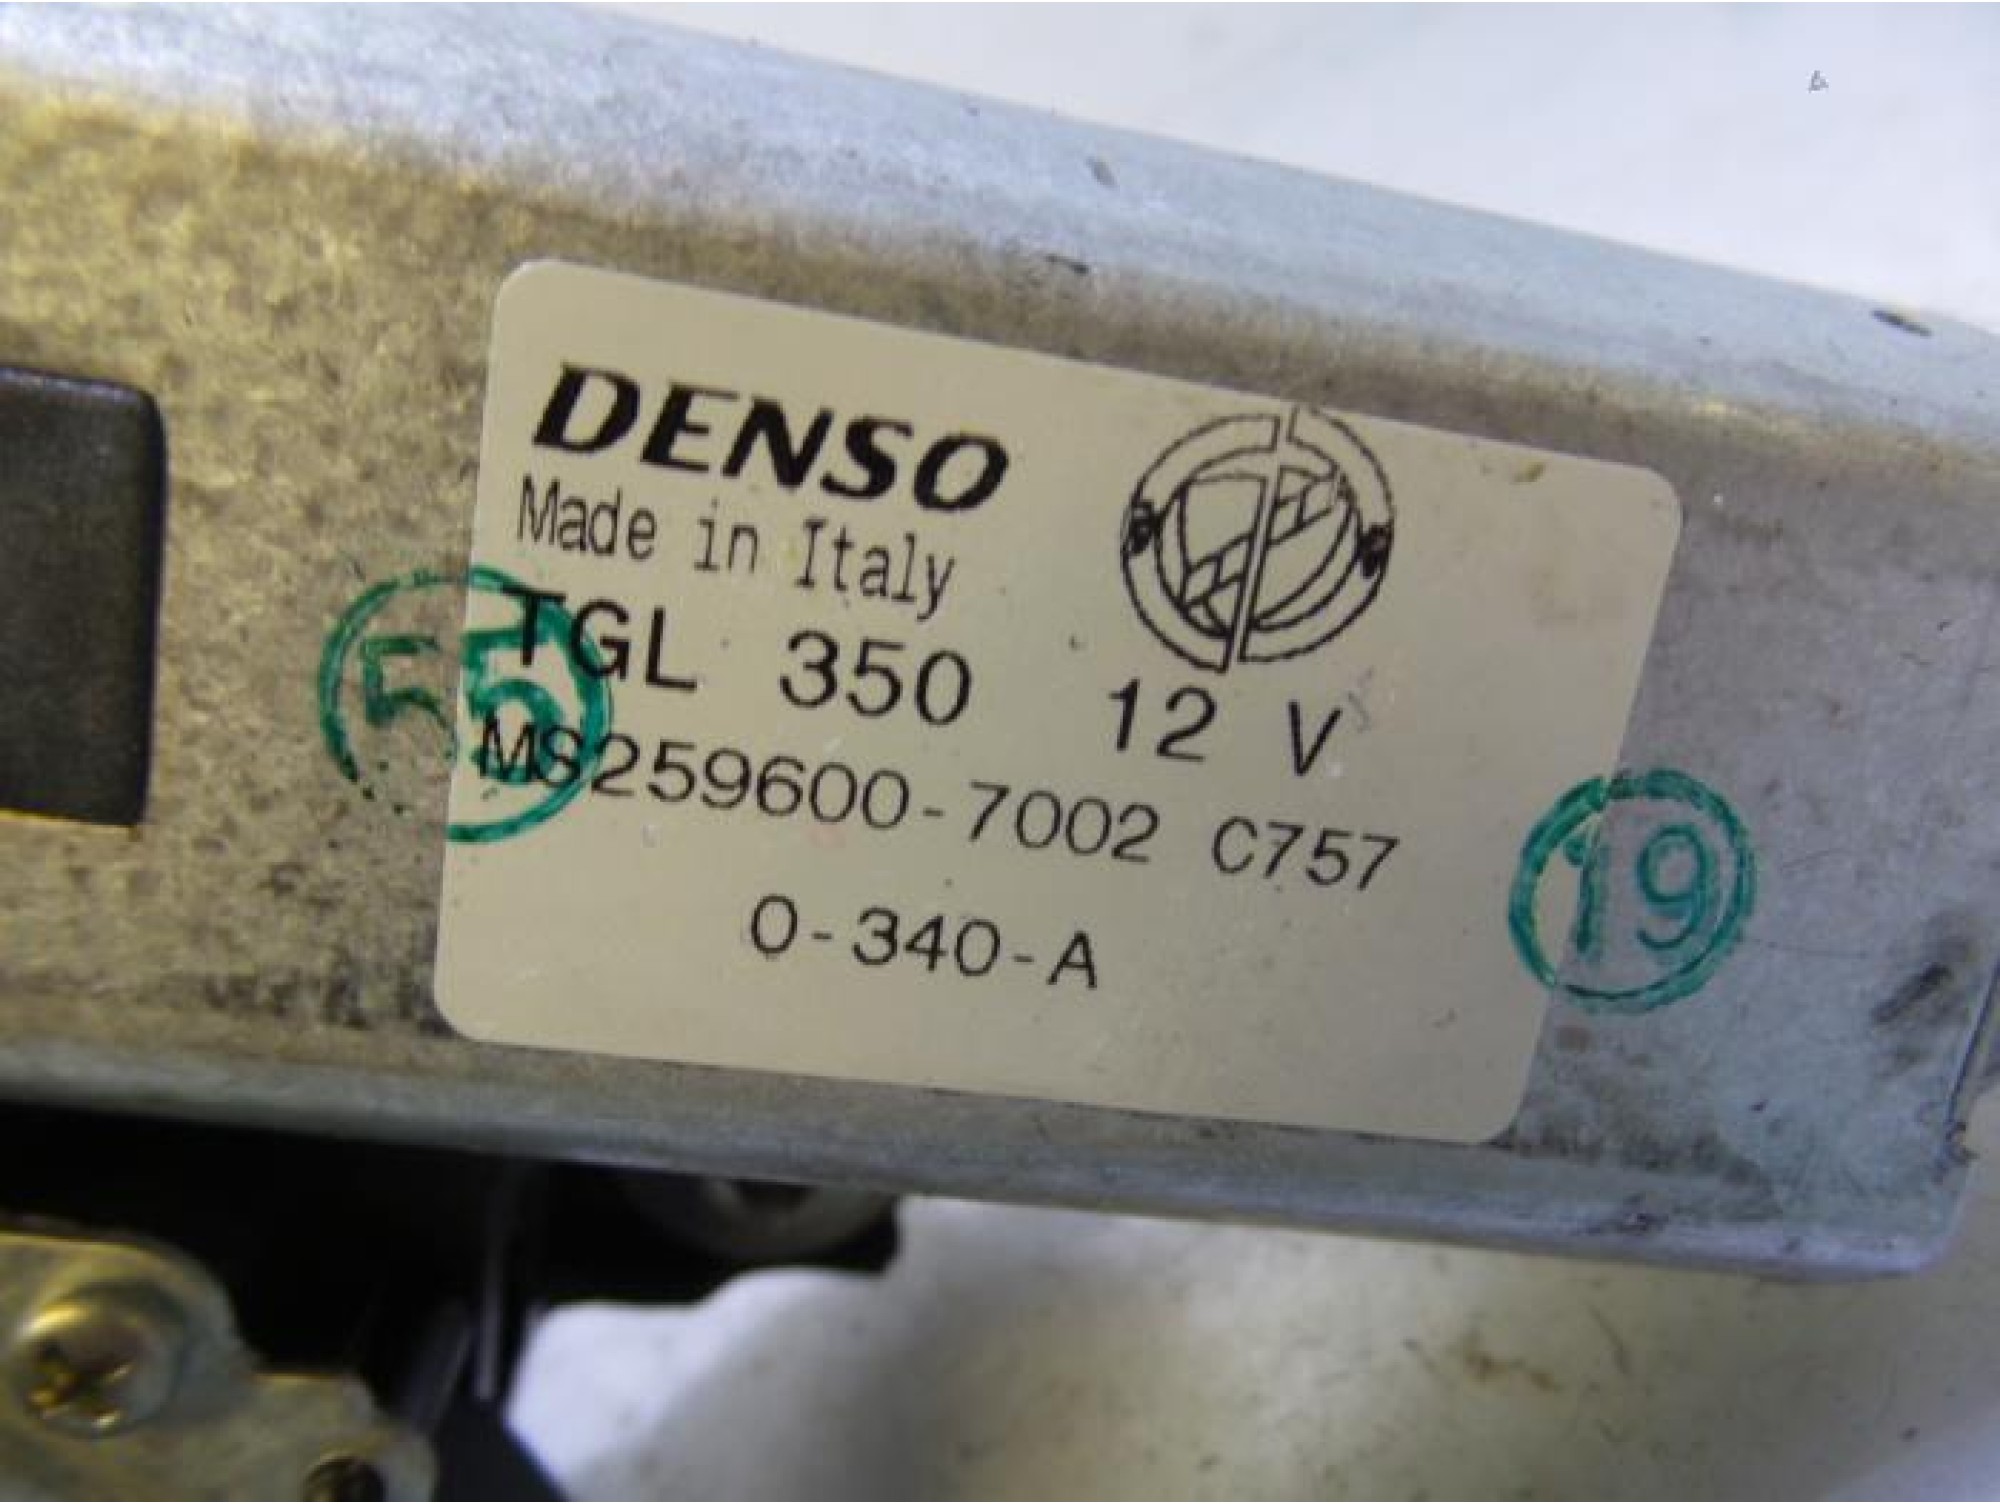 DENSO
Made in Italy
TGL 350 12 V
MS259600-7002 C757
0-340-A
55
19